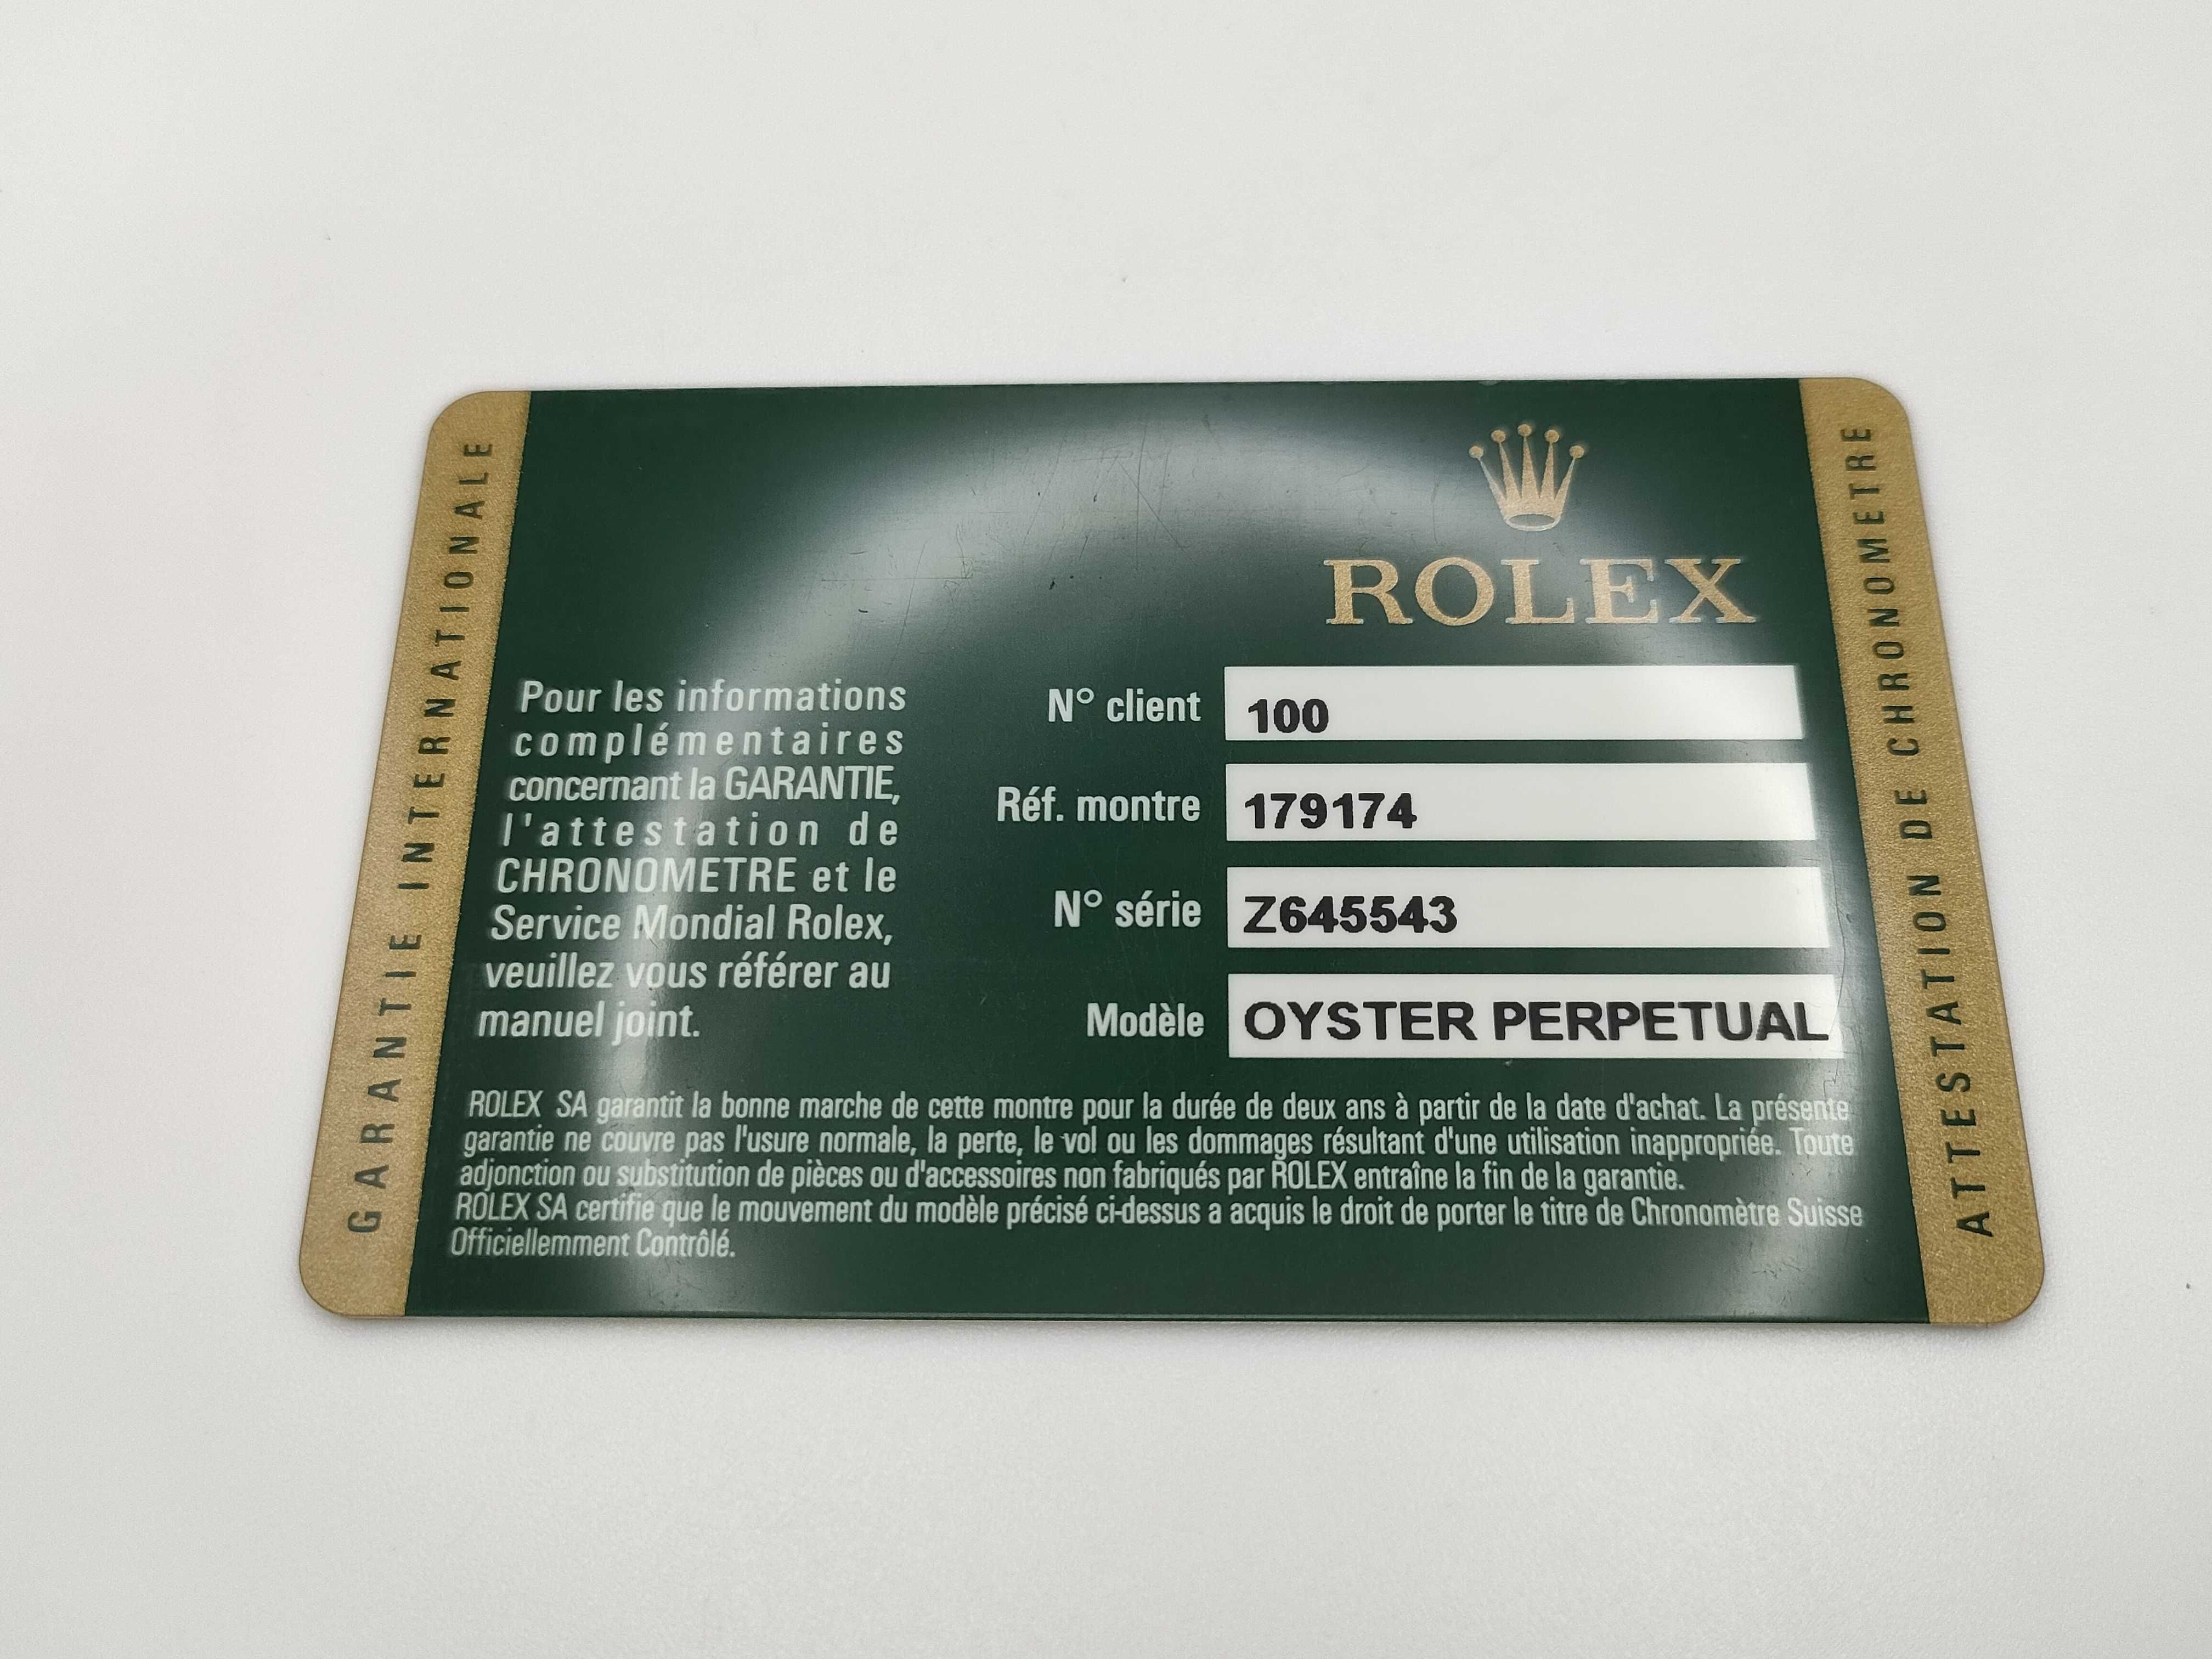 GARANTIE INTERNATIONALE
ROLEX
Pour les informations
complémentaires
concernant la GARANTIE,
l'attestation de
CHRONOMETRE et le
Service Mondial Rolex,
veuillez vous référer au
manuel joint.
N° client 100
Réf. montre 179174
N° série Z645543
Modèle OYSTER PERPETUAL
ROLEX SA garantit la bonne marche de cette montre pour la durée de deux ans à partir de la date d'achat. La présente
garantie ne couvre pas l'usure normale, la perte, le vol ou les dommages résultant d'une utilisation inappropriée. Toute
adjonction ou substitution de pièces ou d'accessoires non fabriqués par ROLEX entraîne la fin de la garantie.
ROLEX SA certifie que le mouvement du modèle précisé ci-dessus a acquis le droit de porter le titre de Chronomètre Suisse
Officiellemment Contrôlé.
ATTESTATION DE CHRONOMETRE